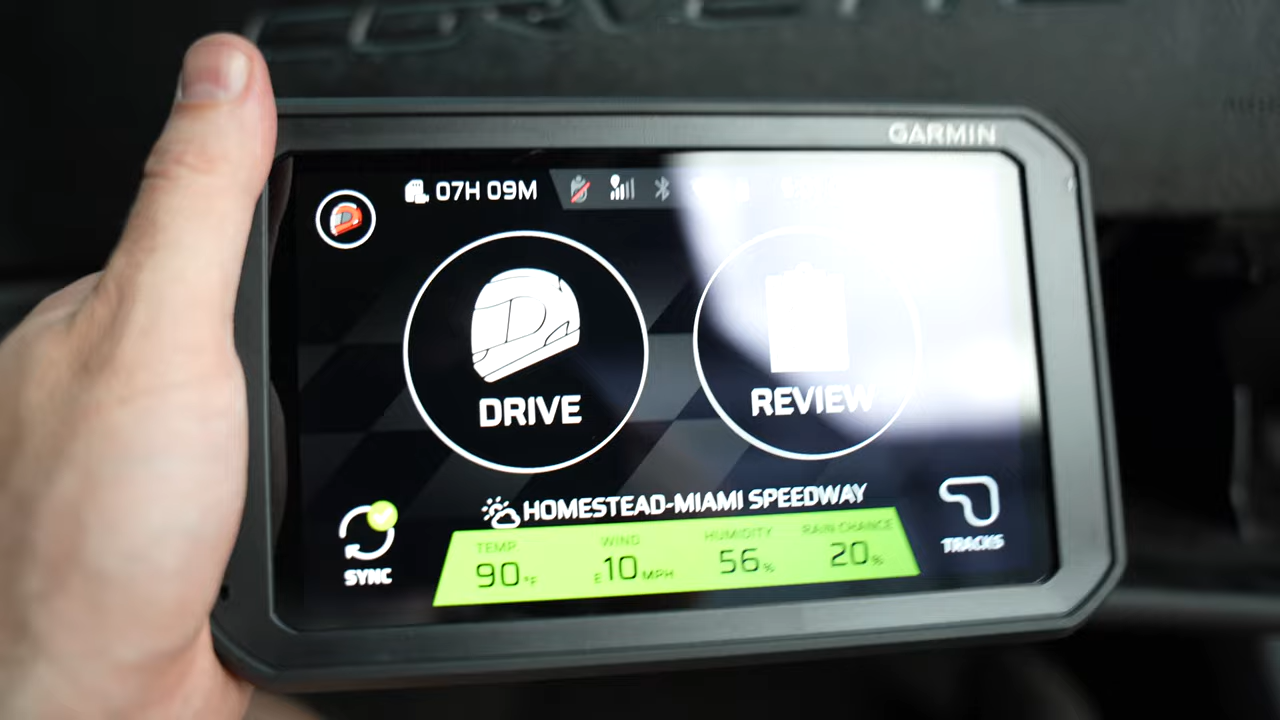 CORVETTE
GARMIN
07H 09M
DRIVE
REVIEW
HOMESTEAD-MIAMI SPEEDWAY
TEMP WIND HUMIDITY RAIN CHANCE
90°F E10 MPH 56% 20%
SYNC
TRACKS